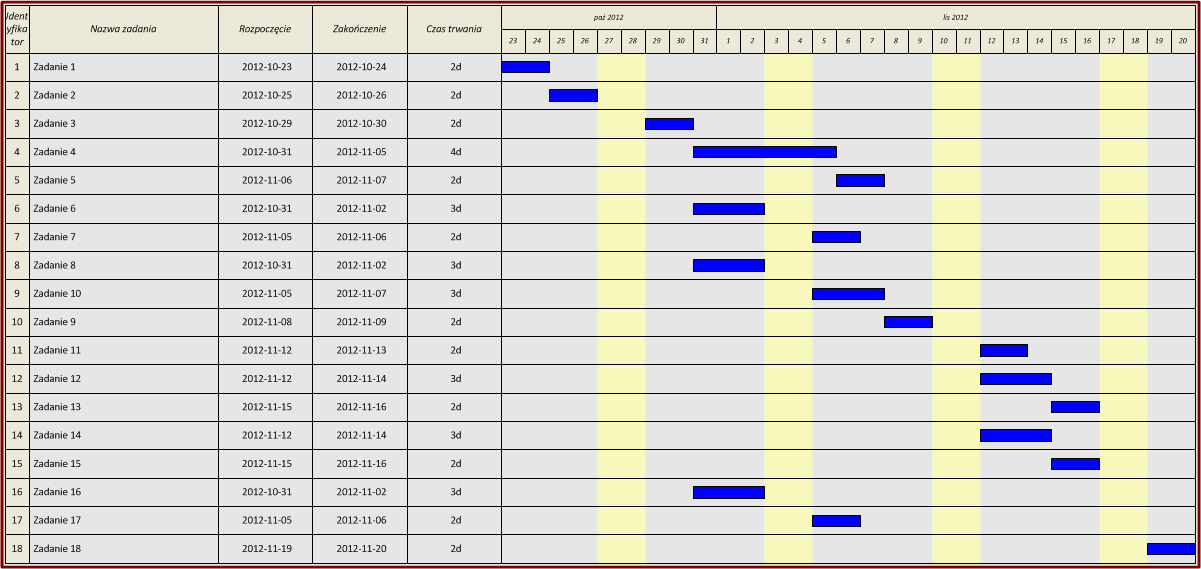 Ident
yfika
tor
Nazwa zadania Rozpoczęcie Zakończenie Czas trwania
paź 2012 lis 2012
23 24 25 26 27 28 29 30 31 1 2 3 4 5 6 7 8 9 10 11 12 13 14 15 16 17 18 19 20
1 Zadanie 1 2012-10-23 2012-10-24 2d
2 Zadanie 2 2012-10-25 2012-10-26 2d
3 Zadanie 3 2012-10-29 2012-10-30 2d
4 Zadanie 4 2012-10-31 2012-11-05 4d
5 Zadanie 5 2012-11-06 2012-11-07 2d
6 Zadanie 6 2012-10-31 2012-11-02 3d
7 Zadanie 7 2012-11-05 2012-11-06 2d
8 Zadanie 8 2012-10-31 2012-11-02 3d
9 Zadanie 10 2012-11-05 2012-11-07 3d
10 Zadanie 9 2012-11-08 2012-11-09 2d
11 Zadanie 11 2012-11-12 2012-11-13 2d
12 Zadanie 12 2012-11-12 2012-11-14 3d
13 Zadanie 13 2012-11-15 2012-11-16 2d
14 Zadanie 14 2012-11-12 2012-11-14 3d
15 Zadanie 15 2012-11-15 2012-11-16 2d
16 Zadanie 16 2012-10-31 2012-11-02 3d
17 Zadanie 17 2012-11-05 2012-11-06 2d
18 Zadanie 18 2012-11-19 2012-11-20 2d